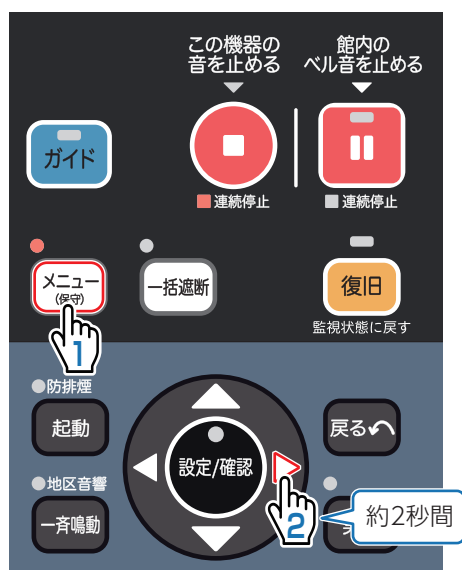 この機器の
音を止める
館内の
ベル音を止める
ガイド
連続停止
連続停止
メニュー
(保守)
一括遮断
復旧
監視状態に戻す
1
防排煙
起動
設定/確認
戻る
地区音響
一斉鳴動
2
約2秒間